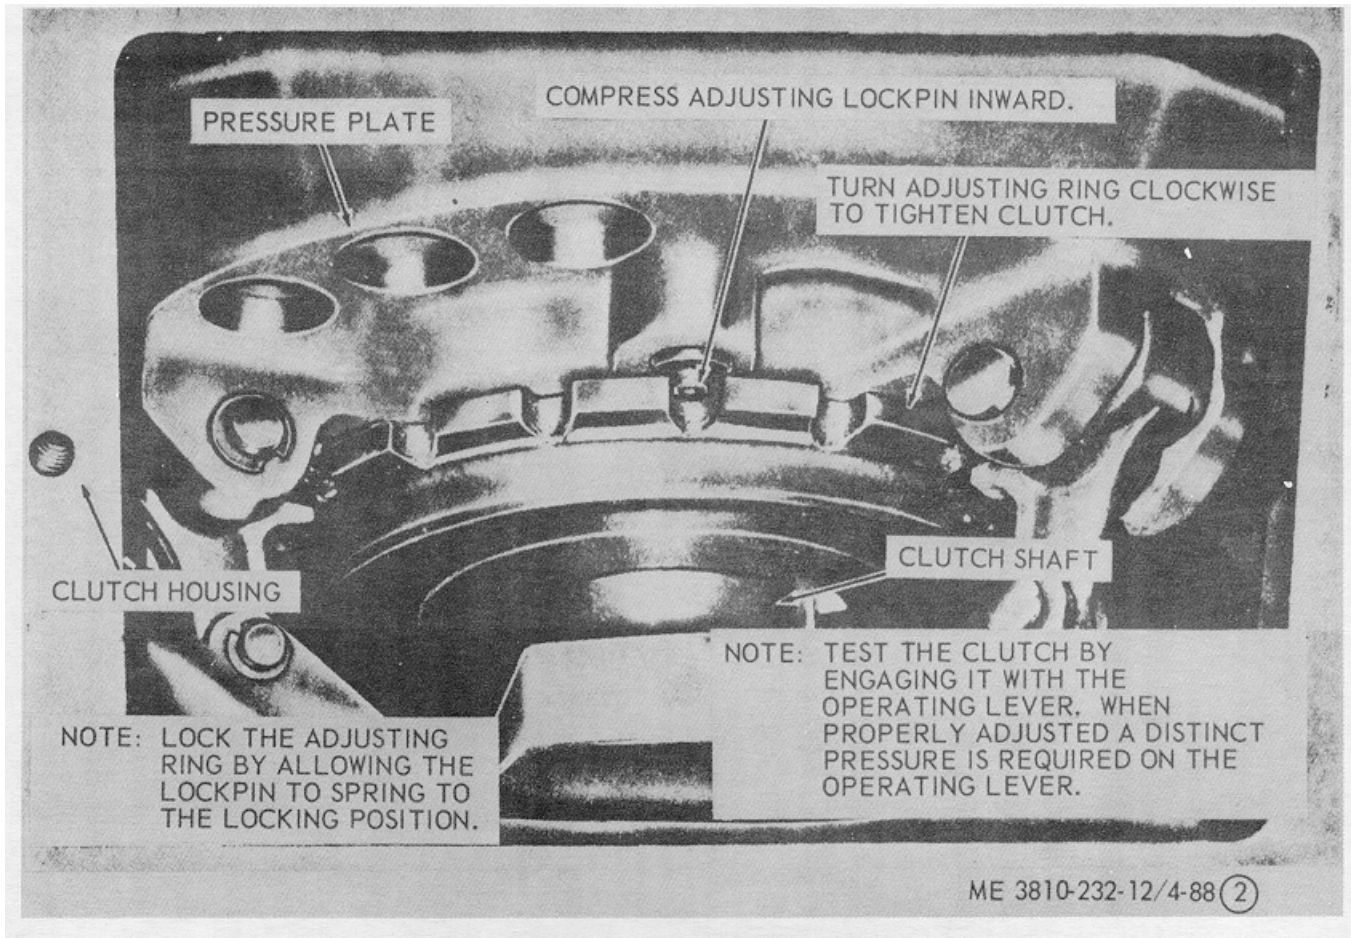 PRESSURE PLATE
COMPRESS ADJUSTING LOCKPIN INWARD.
TURN ADJUSTING RING CLOCKWISE
TO TIGHTEN CLUTCH.
CLUTCH HOUSING
CLUTCH SHAFT
NOTE: LOCK THE ADJUSTING
RING BY ALLOWING THE
LOCKPIN TO SPRING TO
THE LOCKING POSITION.
NOTE: TEST THE CLUTCH BY
ENGAGING IT WITH THE
OPERATING LEVER. WHEN
PROPERLY ADJUSTED A DISTINCT
PRESSURE IS REQUIRED ON THE
OPERATING LEVER.
ME 3810-232-12/4-88 ②